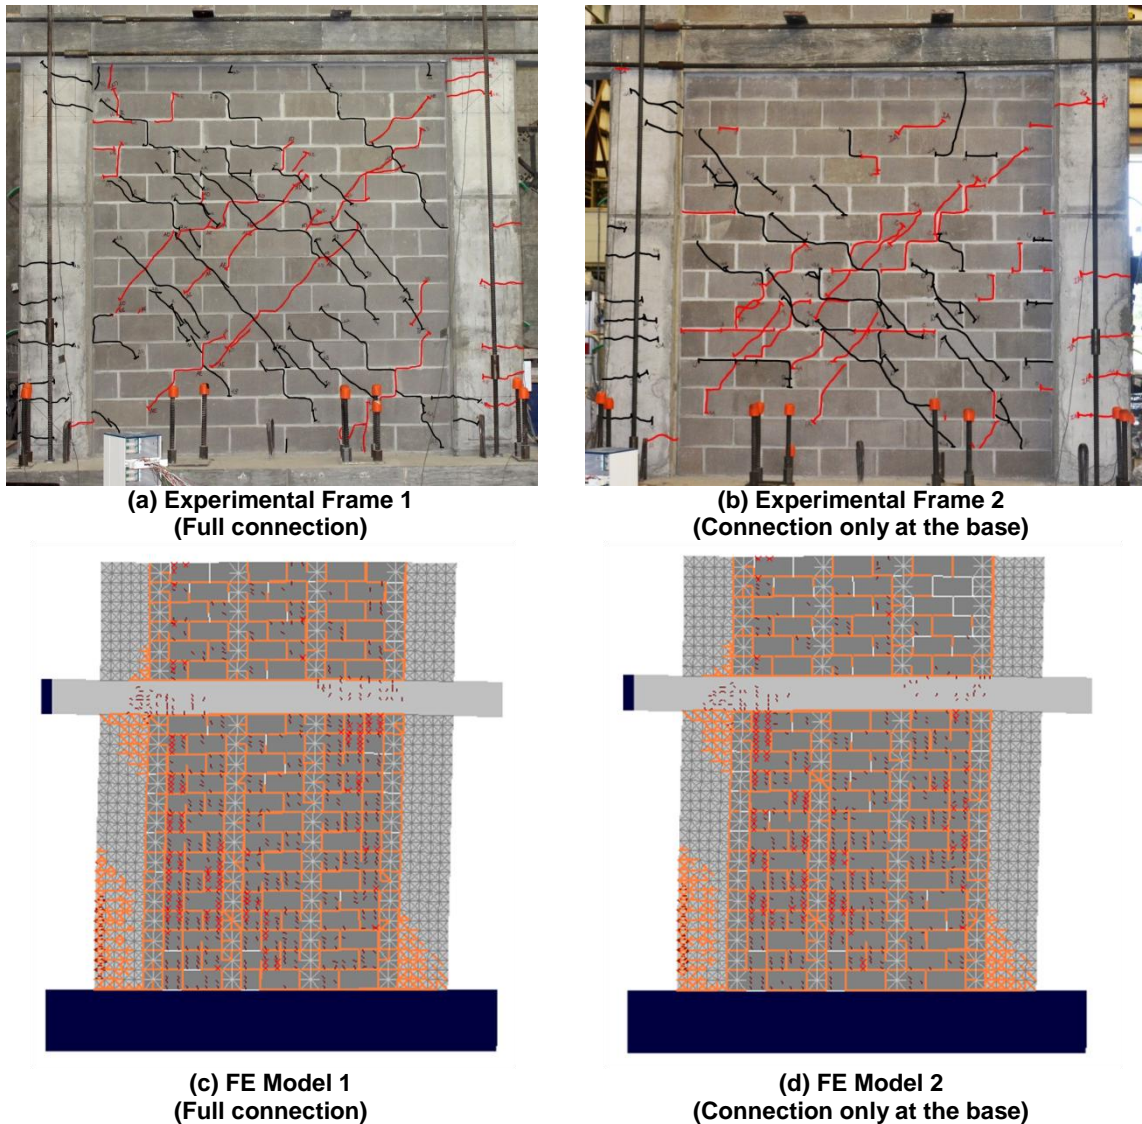 (a) Experimental Frame 1
(Full connection)
(b) Experimental Frame 2
(Connection only at the base)
(c) FE Model 1
(Full connection)
(d) FE Model 2
(Connection only at the base)